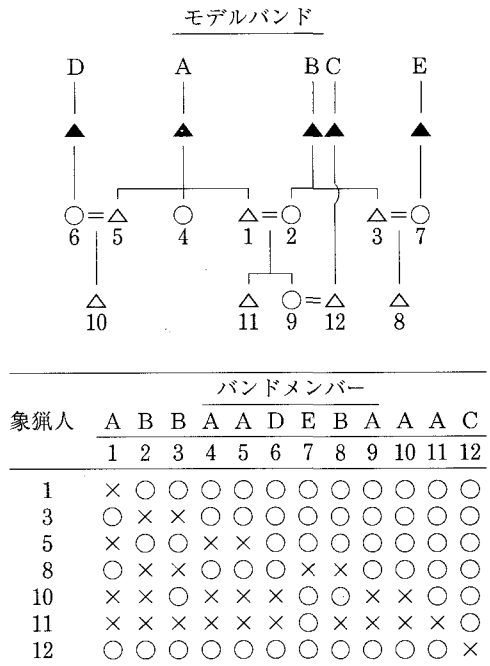 モデルバンド
D A B C E
6 5 4 1 2 3 7
10 11 9 12 8
バンドメンバー
象猟人 A B B A A D E B A A A C
1 2 3 4 5 6 7 8 9 10 11 12
1 × ○ ○ ○ ○ ○ ○ ○ ○ ○ ○ ○
3 ○ × × ○ ○ ○ ○ ○ ○ ○ ○ ○
5 × ○ ○ × × ○ ○ ○ ○ ○ ○ ○
8 ○ × × ○ ○ ○ × × ○ ○ ○ ○
10 × × ○ × × × ○ ○ × × ○ ○
11 × × × × × × ○ × × × × ○
12 ○ ○ ○ ○ ○ ○ ○ ○ ○ ○ ○ ×